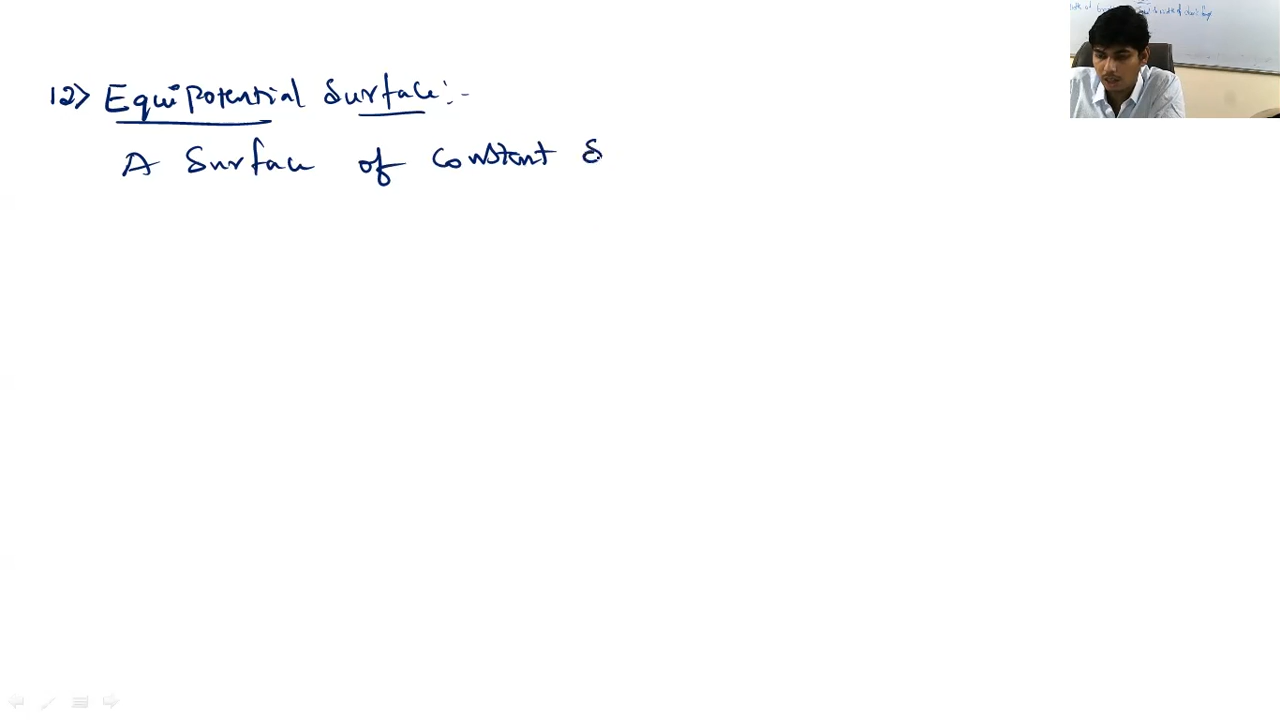 12> Equipotential Surface:-
A Surface of Constant